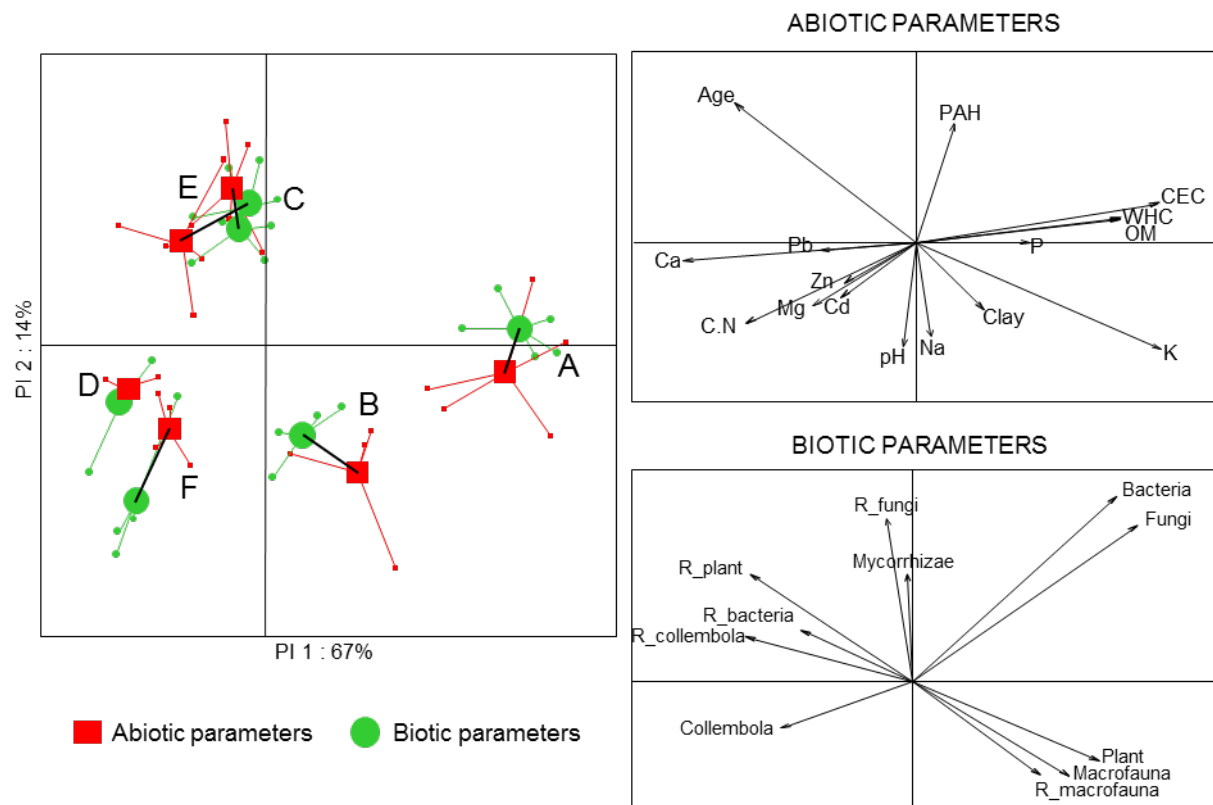 ABIOTIC PARAMETERS
Age
PAH
CEC
WHC
OM
P
Pb
Ca
Zn
Mg
Cd
C.N
Clay
pH
Na
K
E
C
A
D
B
F
PI 2 : 14%
PI 1 : 67%
Abiotic parameters
Biotic parameters
BIOTIC PARAMETERS
Bacteria
R_fungi
Fungi
Mycorrhizae
R_plant
R_bacteria
R_collembola
Collembola
Plant
Macrofauna
R_macrofauna